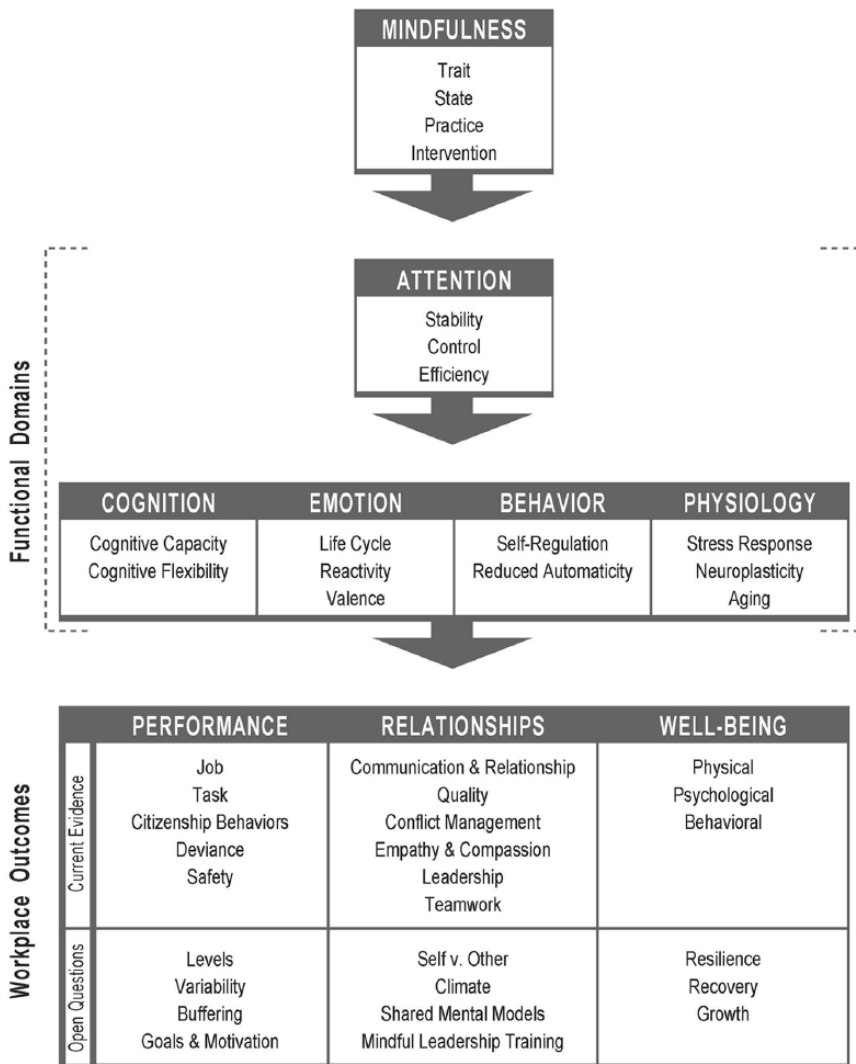 MINDFULNESS
Trait
State
Practice
Intervention
Functional Domains
ATTENTION
Stability
Control
Efficiency
COGNITION
Cognitive Capacity
Cognitive Flexibility
EMOTION
Life Cycle
Reactivity
Valence
BEHAVIOR
Self-Regulation
Reduced Automaticity
PHYSIOLOGY
Stress Response
Neuroplasticity
Aging
Workplace Outcomes
PERFORMANCE
RELATIONSHIPS
WELL-BEING
Current Evidence
Job
Task
Citizenship Behaviors
Deviance
Safety
Communication & Relationship
Quality
Conflict Management
Empathy & Compassion
Leadership
Teamwork
Physical
Psychological
Behavioral
Open Questions
Levels
Variability
Buffering
Goals & Motivation
Self v. Other
Climate
Shared Mental Models
Mindful Leadership Training
Resilience
Recovery
Growth